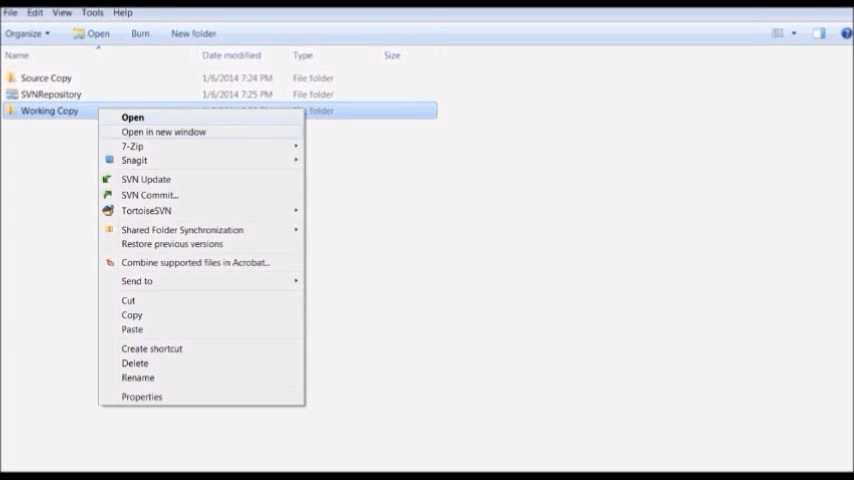 File Edit View Tools Help
Organize Open Burn New folder
Name Date modified Type Size
Source Copy 1/6/2014 7:24 PM File folder
SVNRepository 1/6/2014 7:25 PM File folder
Working Copy folder
Open
Open in new window
7-Zip
Snagit
SVN Update
SVN Commit...
TortoiseSVN
Shared Folder Synchronization
Restore previous versions
Combine supported files in Acrobat...
Send to
Cut
Copy
Paste
Create shortcut
Delete
Rename
Properties